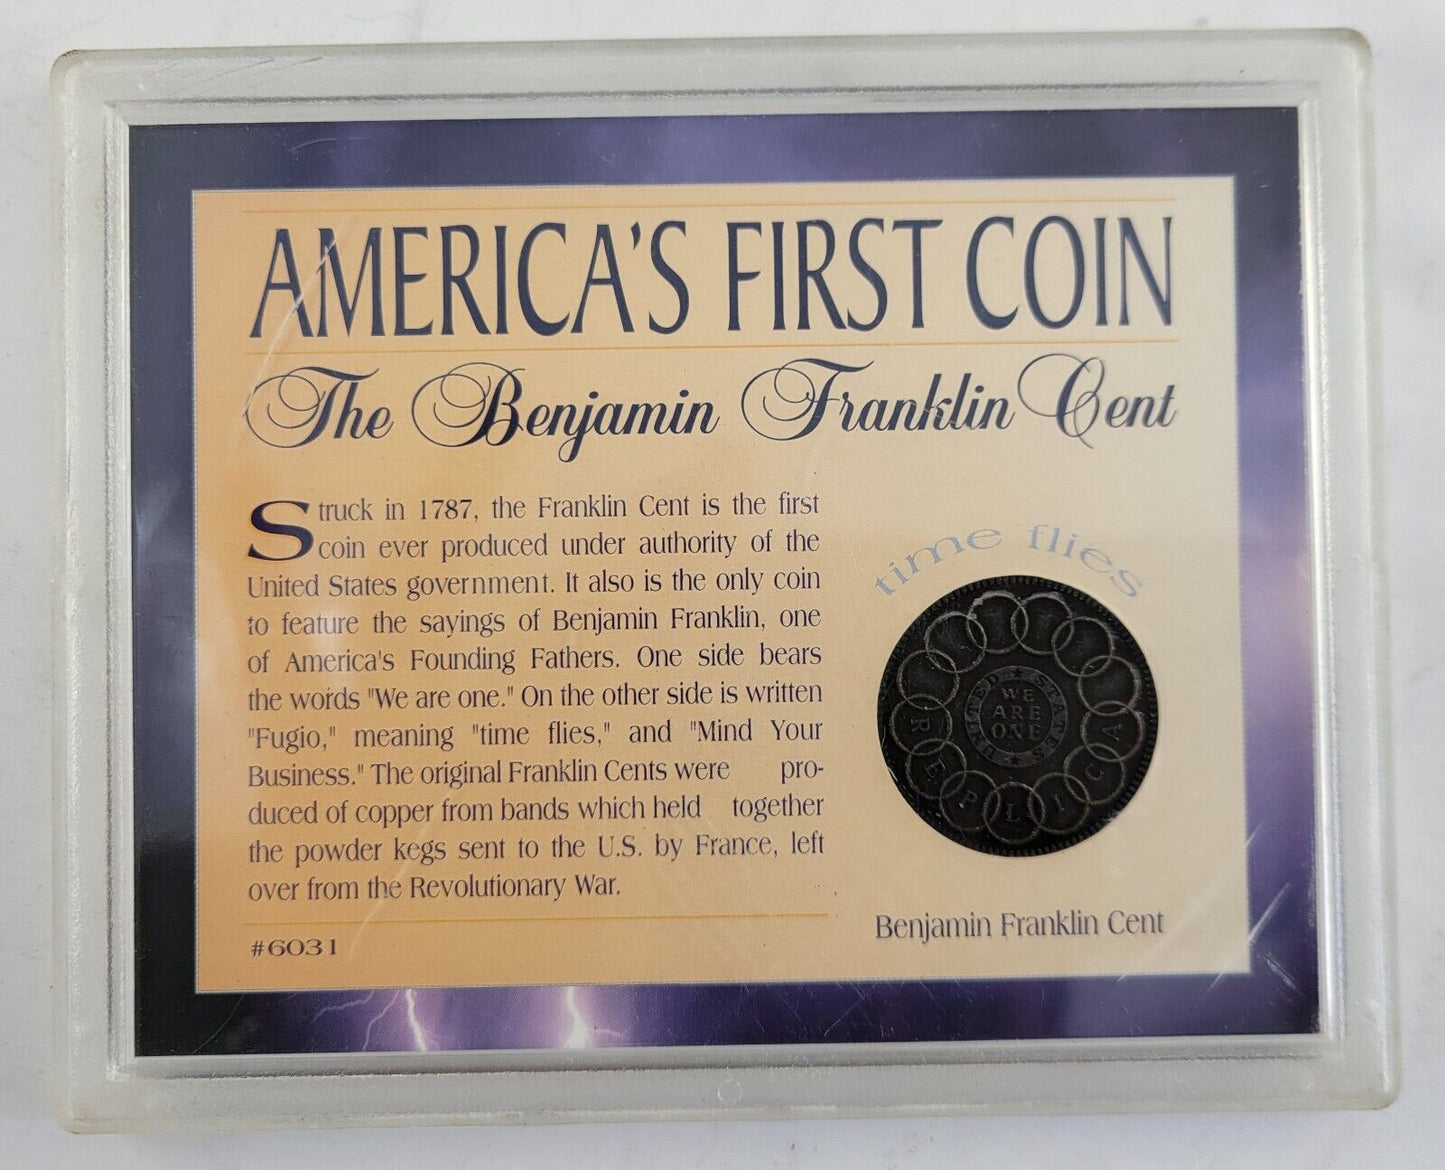 AMERICA'S FIRST COIN
The Benjamin Franklin Cent
Struck in 1787, the Franklin Cent is the first
coin ever produced under authority of the
United States government. It also is the only coin
to feature the sayings of Benjamin Franklin, one
of America's Founding Fathers. One side bears
the words "We are one." On the other side is written
"Fugio," meaning "time flies," and "Mind Your
Business." The original Franklin Cents were pro-
duced of copper from bands which held together
the powder kegs sent to the U.S. by France, left
over from the Revolutionary War.
#6031
time flies
UNITED ★ STATES ★
WE
ARE
ONE
REPLICA
Benjamin Franklin Cent